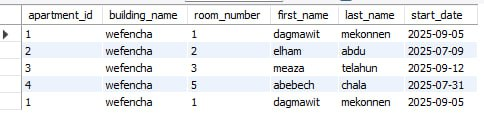 apartment_id building_name room_number first_name last_name start_date
1 wefencha 1 dagmawit mekonnen 2025-09-05
2 wefencha 2 elham abdu 2025-07-09
3 wefencha 3 meaza telahun 2025-09-12
4 wefencha 5 abebech chala 2025-07-31
1 wefencha 1 dagmawit mekonnen 2025-09-05